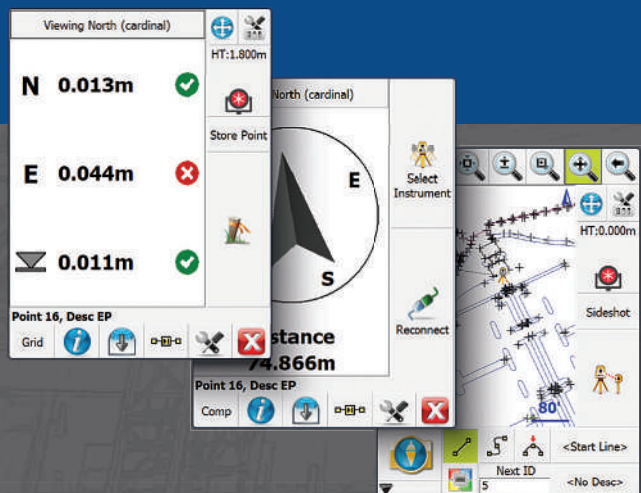 Viewing North (cardinal)
HT:1.800m
N 0.013m
Store Point
E 0.044m
0.011m
Point 16, Desc EP
Grid
North (cardinal)
E
S
Select
Instrument
Reconnect
stance
74.866m
Point 16, Desc EP
Comp
HT:0.000m
Sideshot
80'
<Start Line>
Next ID
5
<No Desc>